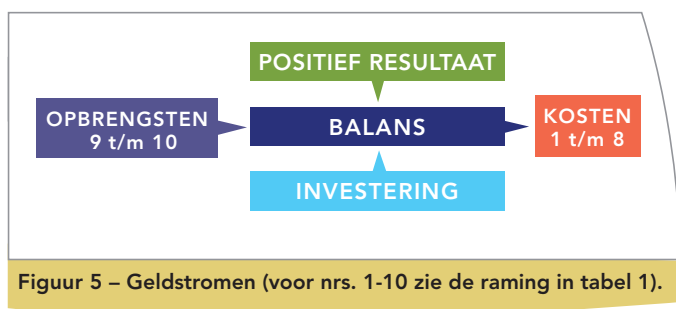 POSITIEF RESULTAAT
OPBRENGSTEN
9 t/m 10
BALANS
KOSTEN
1 t/m 8
INVESTERING
Figuur 5 – Geldstromen (voor nrs. 1-10 zie de raming in tabel 1).